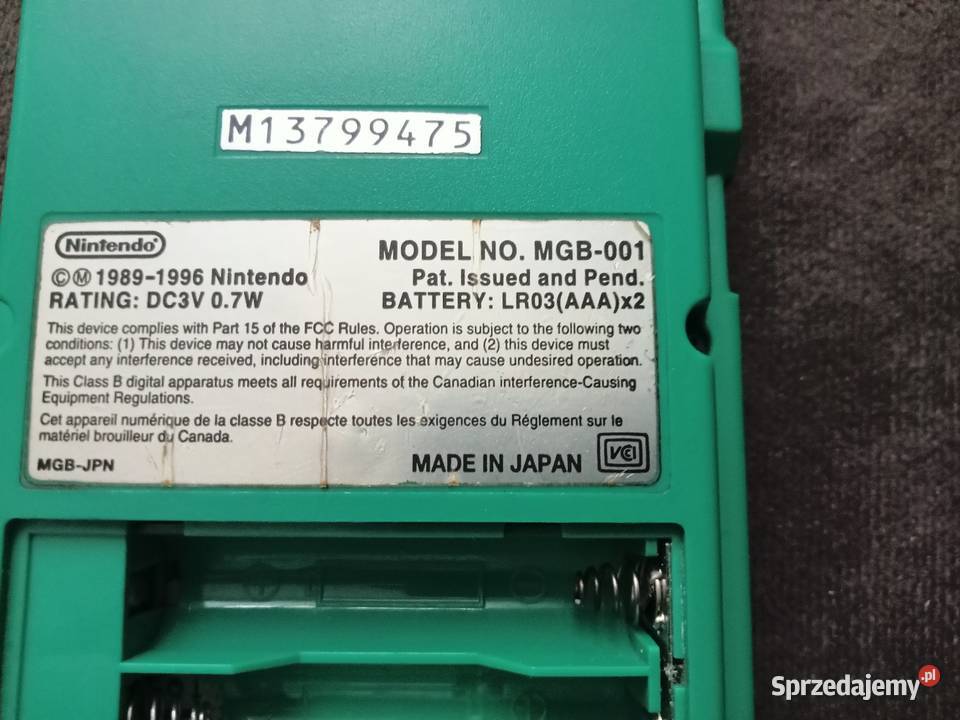 M13799475
Nintendo®
MODEL NO. MGB-001
©Ⓜ 1989-1996 Nintendo
Pat. Issued and Pend.
RATING: DC3V 0.7W
BATTERY: LR03(AAA)x2
This device complies with Part 15 of the FCC Rules. Operation is subject to the following two
conditions: (1) This device may not cause harmful interference, and (2) this device must
accept any interference received, including interference that may cause undesired operation.
This Class B digital apparatus meets all requirements of the Canadian interference-Causing
Equipment Regulations.
Cet appareil numérique de la classe B respecte toutes les exigences du Réglement sur le
matériel brouilleur du Canada.
MGB-JPN
MADE IN JAPAN
VCI
Sprzedajemy.pl